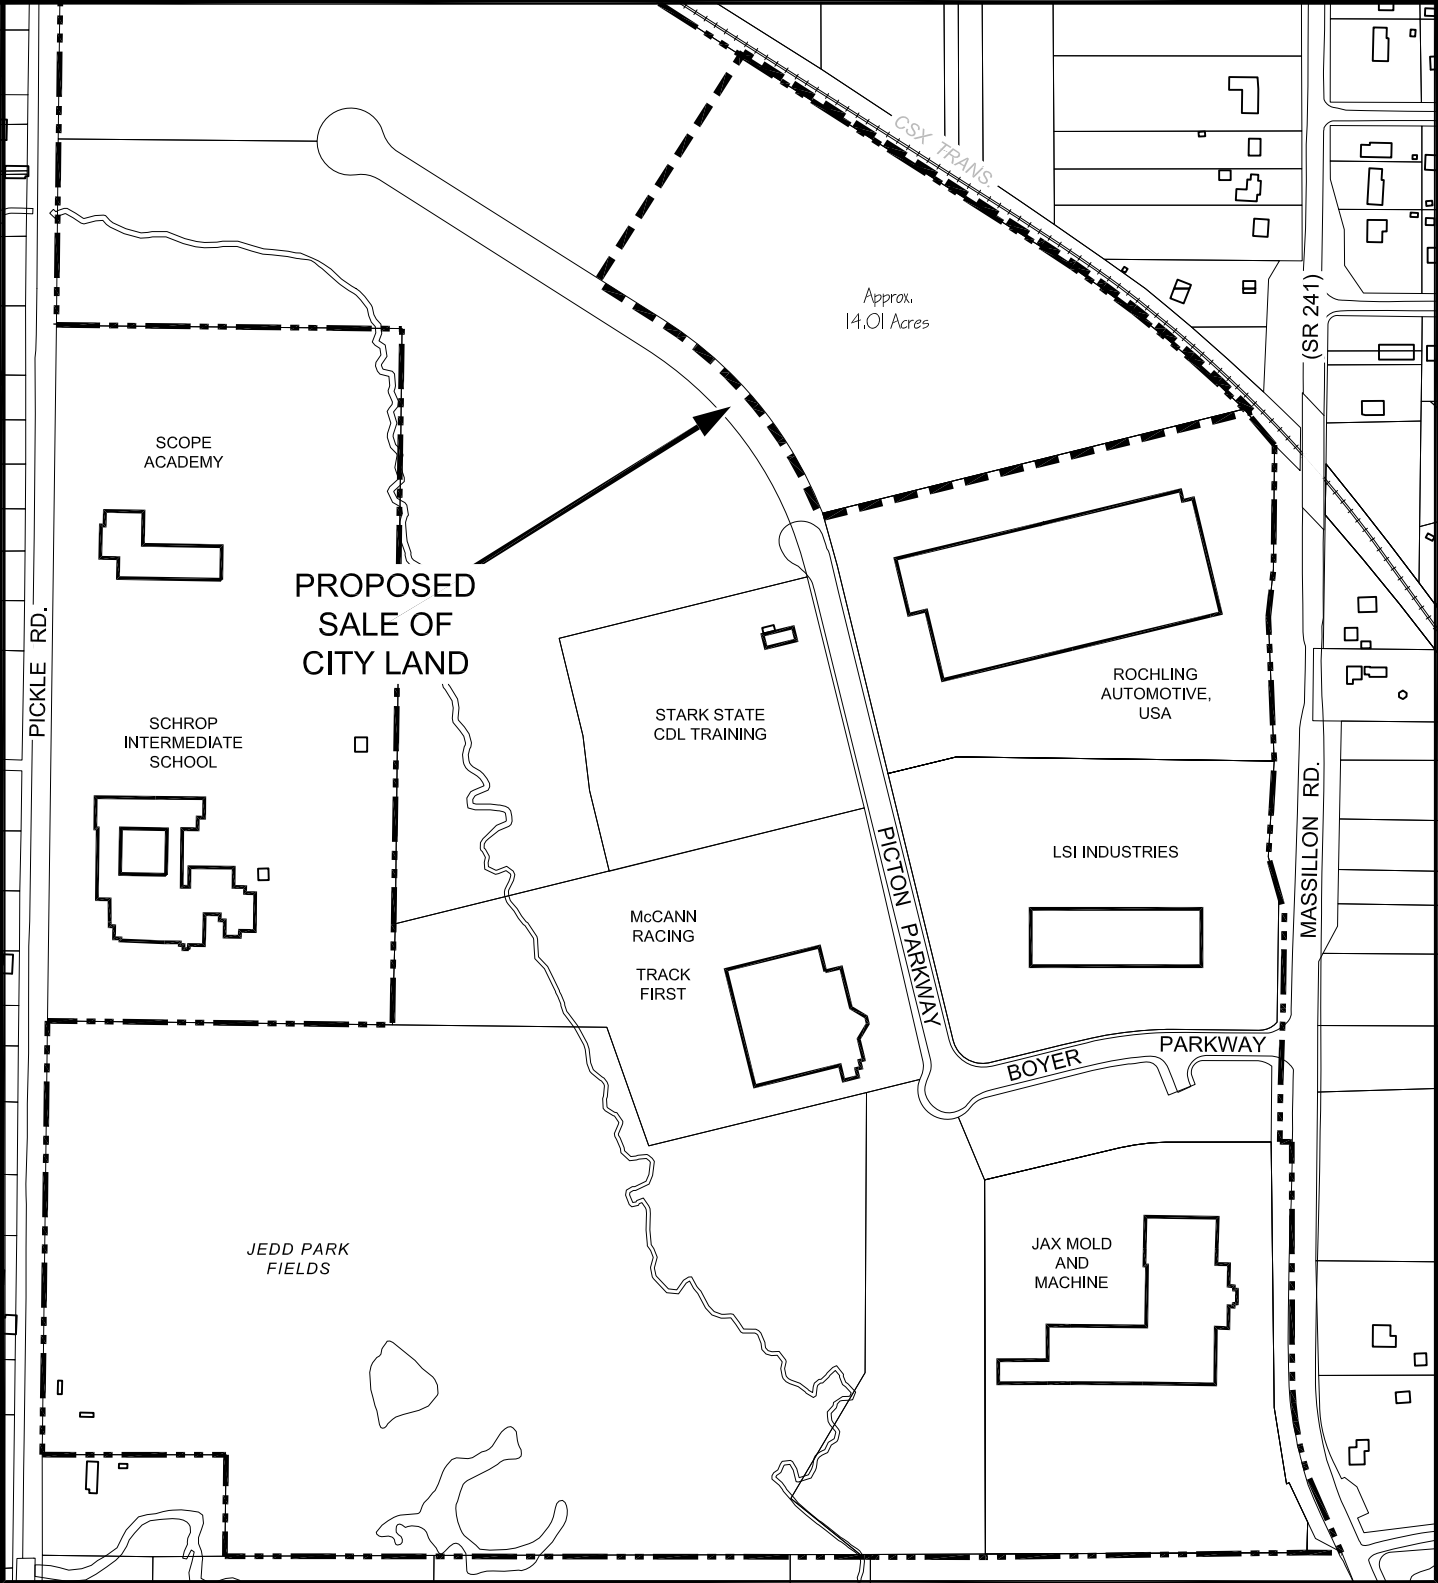 CSX TRANS.
Approx.
14.01 Acres
(SR 241)
SCOPE
ACADEMY
PROPOSED
SALE OF
CITY LAND
PICKLE RD.
ROCHLING
AUTOMOTIVE,
USA
STARK STATE
CDL TRAINING
SCHROP
INTERMEDIATE
SCHOOL
MASSILLON RD.
LSI INDUSTRIES
PICTON PARKWAY
McCANN
RACING
TRACK
FIRST
BOYER PARKWAY
JEDD PARK
FIELDS
JAX MOLD
AND
MACHINE